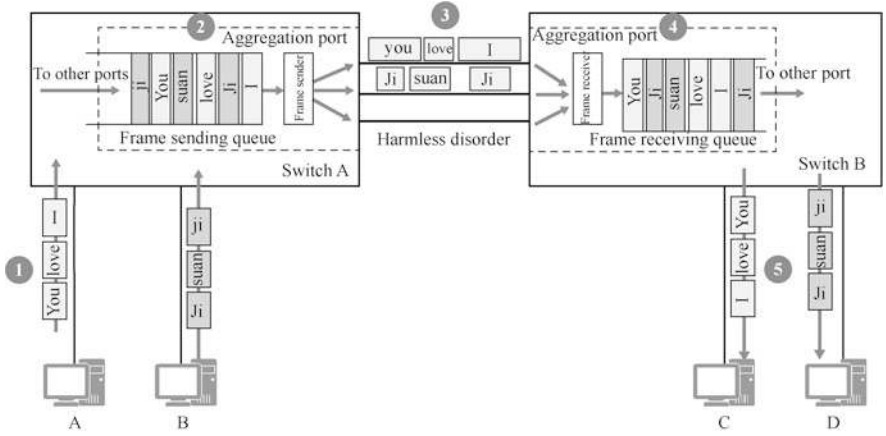 2
3
4
Aggregation port
you love I
Aggregation port
To other ports
ji You suan love Ji I
Frame sender
Ji suan Ji
Frame receiver
You Ji suan love I Ji
To other port
Frame sending queue
Harmless disorder
Frame receiving queue
Switch A
Switch B
1
I
love
You
ji
suan
Ji
You
love
I
5
ji
suan
Ji
A
B
C
D